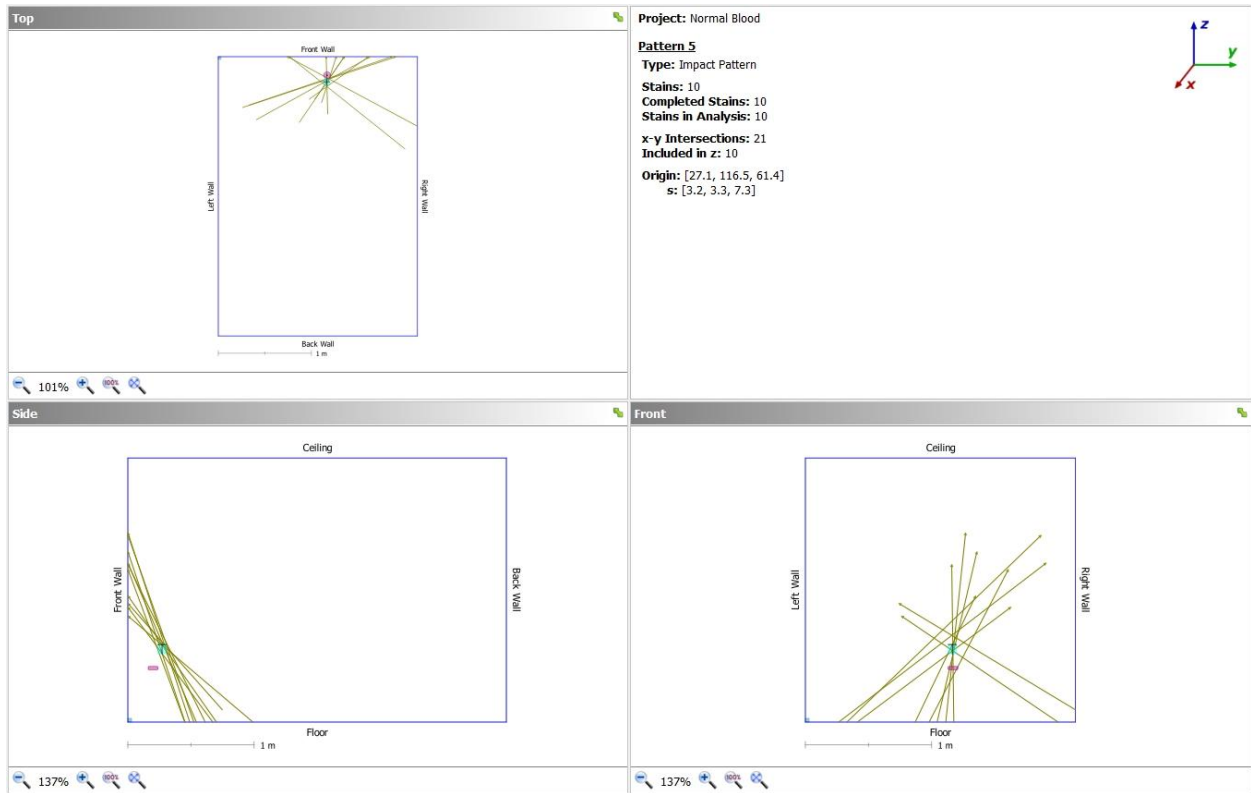 Top
Front Wall
Left Wall
Right Wall
Back Wall
1 m
101%
100%
Project: Normal Blood
Pattern 5
Type: Impact Pattern
Stains: 10
Completed Stains: 10
Stains in Analysis: 10
x-y Intersections: 21
Included in z: 10
Origin: [27.1, 116.5, 61.4]
s: [3.2, 3.3, 7.3]
z
y
x
Side
Ceiling
Front Wall
Back Wall
Floor
1 m
137%
100%
Front
Ceiling
Left Wall
Right Wall
Floor
1 m
137%
100%